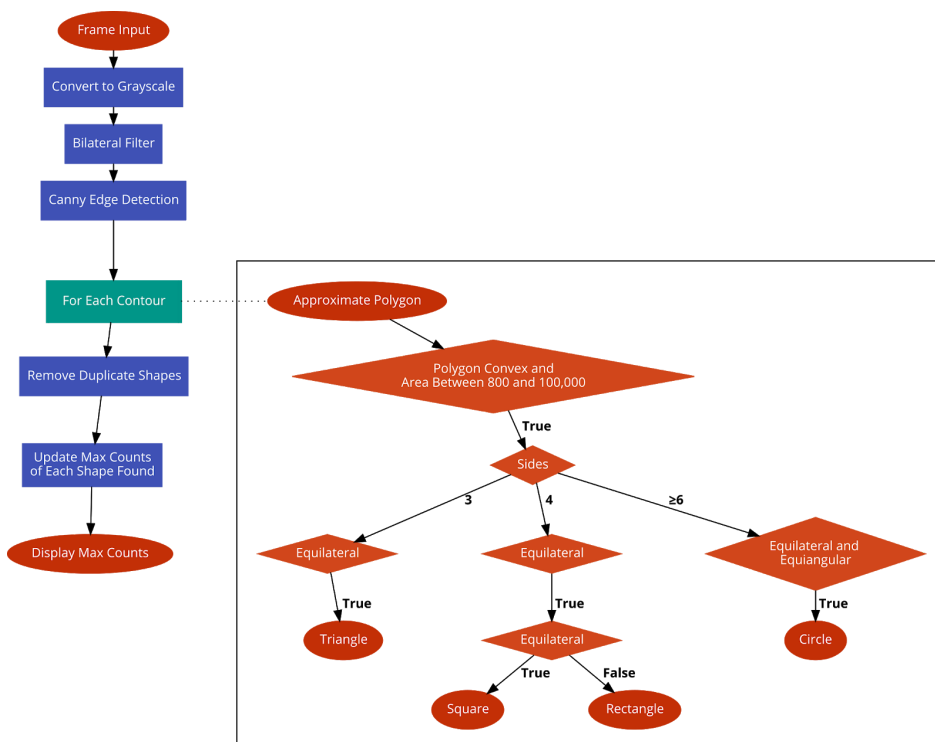 Frame Input
Convert to Grayscale
Bilateral Filter
Canny Edge Detection
For Each Contour
Remove Duplicate Shapes
Update Max Counts
of Each Shape Found
Display Max Counts
Approximate Polygon
Polygon Convex and
Area Between 800 and 100,000
True
Sides
3
4
≥6
Equilateral
Equilateral
Equilateral and
Equiangular
True
True
True
Triangle
Equilateral
Circle
True
False
Square
Rectangle